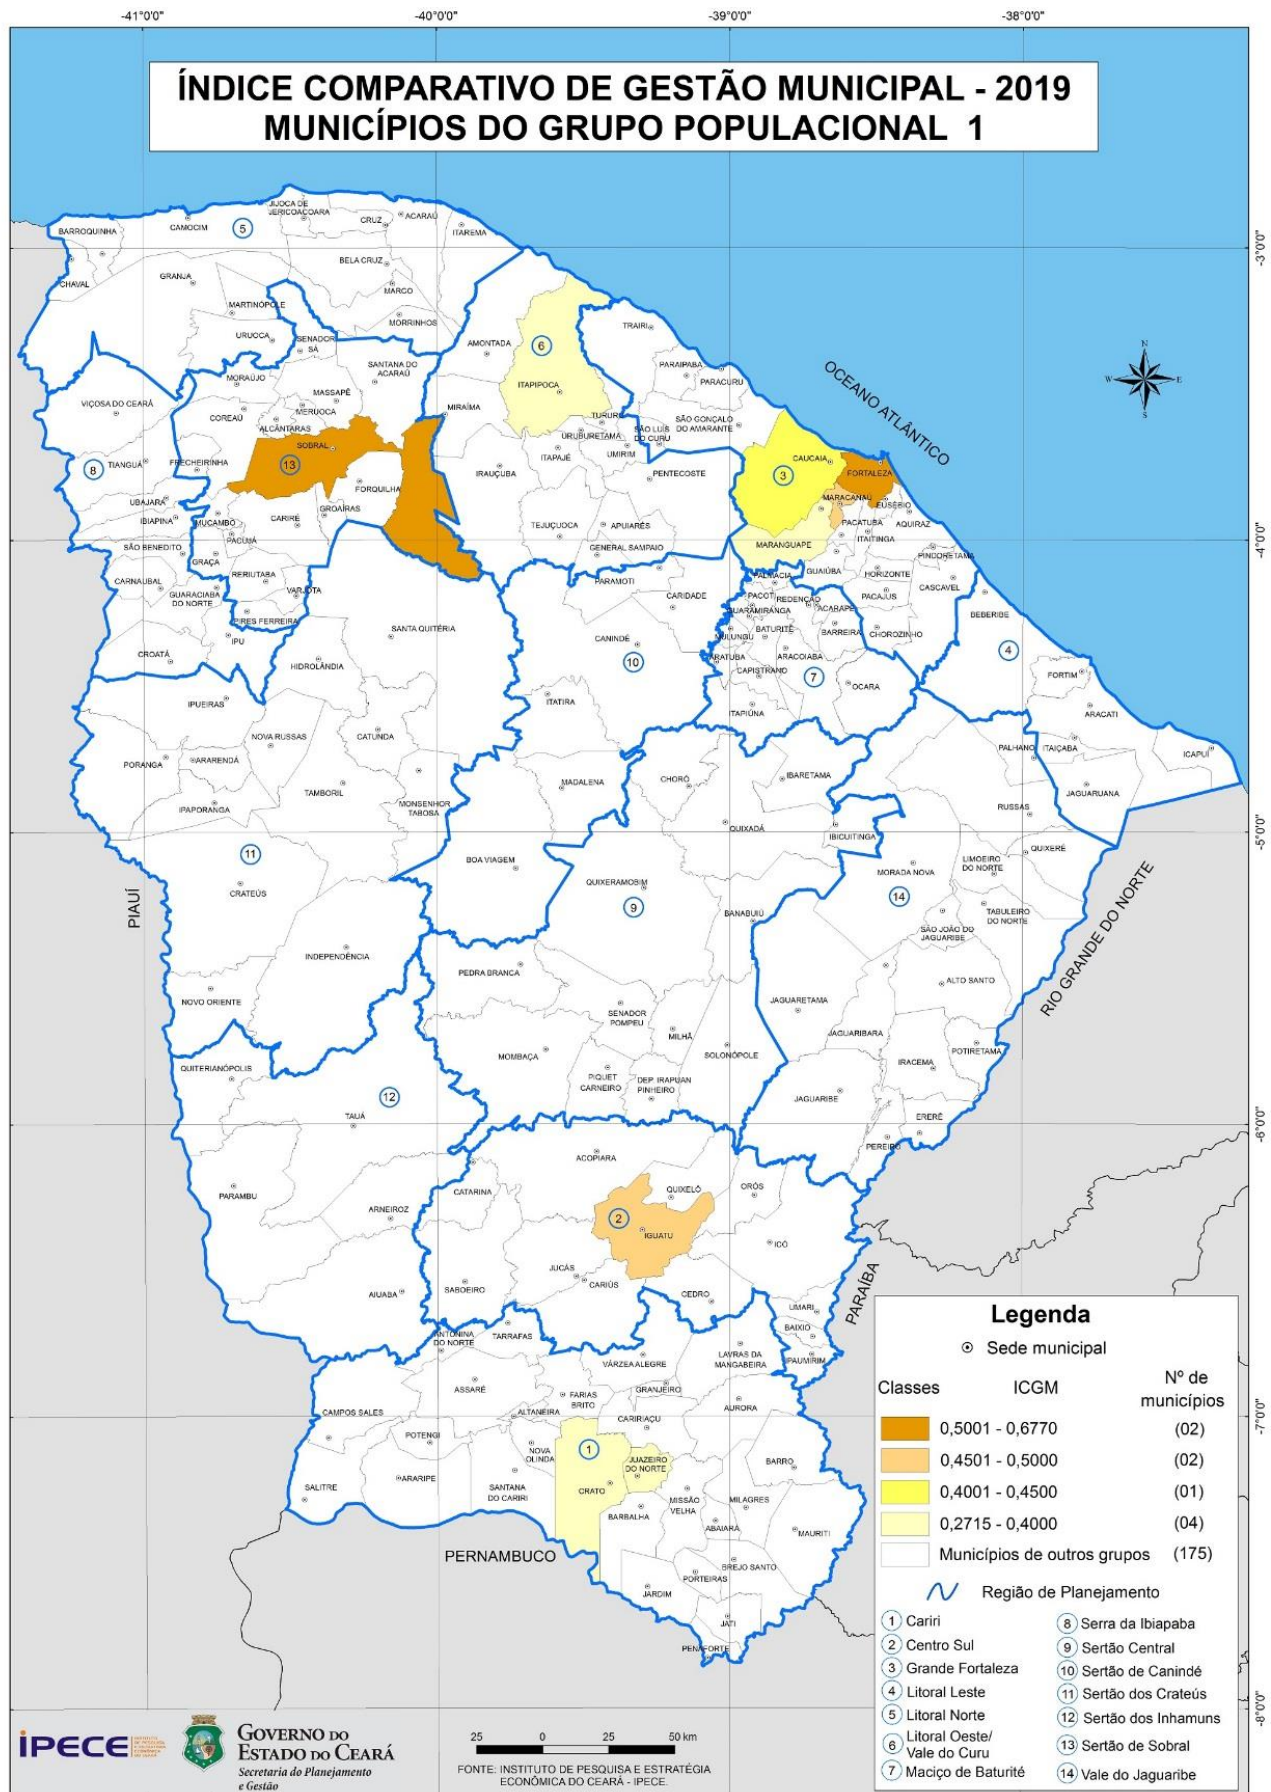 -41°0'0"
-40°0'0"
-39°0'0"
-38°0'0"
ÍNDICE COMPARATIVO DE GESTÃO MUNICIPAL - 2019
MUNICÍPIOS DO GRUPO POPULACIONAL 1
JIJOCA DE
JERICOACOARA
CRUZ
ACARAÚ
ITAREMA
CAMOCIM
5
BARROQUINHA
-3°0'0"
BELA CRUZ
CHAVAL
GRANJA
MARCO
MARTINÓPOLE
MORRINHOS
TRAIRI
URUOCA
SENADOR
SÁ
AMONTADA
6
N
W
E
S
SANTANA DO
ACARAÚ
PARAIPABA
OCEANO ATLÂNTICO
MORAÚJO
ITAPIPOCA
PARACURU
MASSAPÊ
VIÇOSA DO CEARÁ
MERUOCA
MIRAÍMA
COREAÚ
TURURU
SÃO GONÇALO
DO AMARANTE
ALCÂNTARAS
URUBURETAMA
SÃO LUÍS
DO CURU
SOBRAL
UMIRIM
ITAPAJÉ
CAUCAIA
TIANGUÁ
8
FRECHEIRINHA
13
IRAUÇUBA
PENTECOSTE
3
FORTALEZA
FORQUILHA
MARACANAÚ
EUSÉBIO
UBAJARA
GROAÍRAS
IBIAPINA
MUCAMBO
CARIRÉ
TEJUÇUOCA
APUIARÉS
PACATUBA
AQUIRAZ
PACUJÁ
ITAITINGA
SÃO BENEDITO
GENERAL SAMPAIO
MARANGUAPE
PINDORETAMA
-4°0'0"
GRAÇA
RERIUTABA
GUAIÚBA
HORIZONTE
CARNAUBAL
PARAMOTI
PALMÁCIA
CASCAVEL
GUARACIABA
DO NORTE
VARJOTA
CARIDADE
PACOTI
REDENÇÃO
PACAJUS
GUARAMIRANGA
ACARAPE
BEBERIBE
PIRES FERREIRA
SANTA QUITÉRIA
MULUNGU
BATURITÉ
BARREIRA
CHOROZINHO
IPU
CANINDÉ
CROATÁ
HIDROLÂNDIA
10
ARATUBA
ARACOIABA
4
CAPISTRANO
7
OCARA
FORTIM
IPUEIRAS
ITATIRA
ITAPIÚNA
ARACATI
NOVA RUSSAS
CATUNDA
PORANGA
ARARENDÁ
PALHANO
ITAIÇABA
ICAPUÍ
MADALENA
CHORÓ
IBARETAMA
TAMBORIL
JAGUARUANA
IPAPORANGA
MONSENHOR
TABOSA
RUSSAS
QUIXADÁ
IBICUITINGA
-5°0'0"
11
BOA VIAGEM
QUIXERÉ
LIMOEIRO
DO NORTE
MORADA NOVA
CRATEÚS
QUIXERAMOBIM
9
14
PIAUÍ
BANABUIÚ
TABULEIRO
DO NORTE
RIO GRANDE DO NORTE
SÃO JOÃO DO
JAGUARIBE
INDEPENDÊNCIA
PEDRA BRANCA
ALTO SANTO
NOVO ORIENTE
JAGUARETAMA
SENADOR
POMPEU
JAGUARIBARA
MILHÃ
SOLONÓPOLE
POTIRETAMA
MOMBAÇA
IRACEMA
QUITERIANÓPOLIS
PIQUET
CARNEIRO
DEP. IRAPUAN
PINHEIRO
JAGUARIBE
12
TAUÁ
ERERÊ
-6°0'0"
PEREIRO
ACOPIARA
PARAMBU
CATARINA
QUIXELÔ
ORÓS
ARNEIROZ
2
IGUATU
ICÓ
JUCÁS
CARIÚS
PARAÍBA
AIUABA
SABOEIRO
CEDRO
UMARI
BAIXIO
ANTONINA
DO NORTE
TARRAFAS
IPAUMIRIM
LAVRAS DA
MANGABEIRA
VÁRZEA ALEGRE
ASSARÉ
GRANJEIRO
FARIAS
BRITO
AURORA
CAMPOS SALES
ALTANEIRA
CARIRIAÇU
-7°0'0"
POTENGI
1
NOVA
OLINDA
JUAZEIRO
DO NORTE
BARRO
ARARIPE
SALITRE
SANTANA
DO CARIRI
CRATO
MISSÃO
VELHA
MILAGRES
BARBALHA
ABAIARA
MAURITI
PERNAMBUCO
BREJO SANTO
PORTEIRAS
JARDIM
JATI
PENAFORTE
-8°0'0"
Legenda
Sede municipal
Classes ICGM Nº de
municípios
0,5001 - 0,6770 (02)
0,4501 - 0,5000 (02)
0,4001 - 0,4500 (01)
0,2715 - 0,4000 (04)
Municípios de outros grupos (175)
Região de Planejamento
1 Cariri
2 Centro Sul
3 Grande Fortaleza
4 Litoral Leste
5 Litoral Norte
6 Litoral Oeste/
Vale do Curu
7 Maciço de Baturité
8 Serra da Ibiapaba
9 Sertão Central
10 Sertão de Canindé
11 Sertão dos Crateús
12 Sertão dos Inhamuns
13 Sertão de Sobral
14 Vale do Jaguaribe
iPECE
GOVERNO DO
ESTADO DO CEARÁ
Secretaria do Planejamento
e Gestão
25 0 25 50 km
FONTE: INSTITUTO DE PESQUISA E ESTRATÉGIA
ECONÔMICA DO CEARÁ - IPECE.